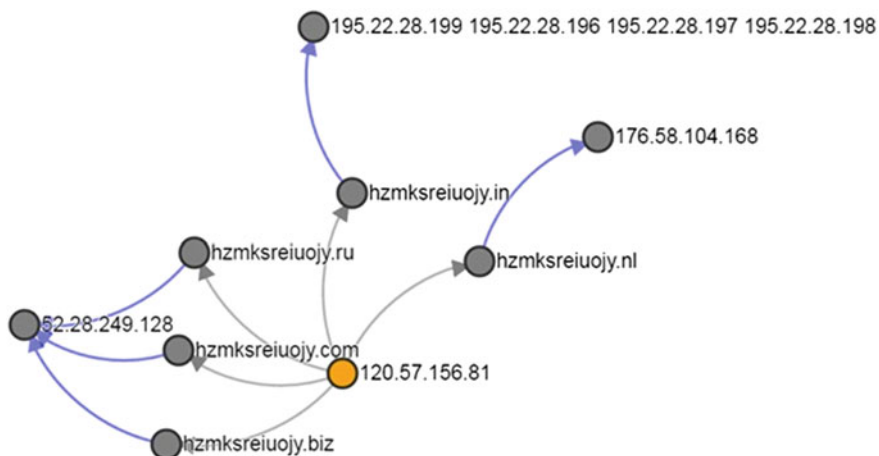 195.22.28.199 195.22.28.196 195.22.28.197 195.22.28.198
176.58.104.168
hzmksreiuojy.in
hzmksreiuojy.ru
hzmksreiuojy.nl
52.28.249.128
hzmksreiuojy.com
120.57.156.81
hzmksreiuojy.biz